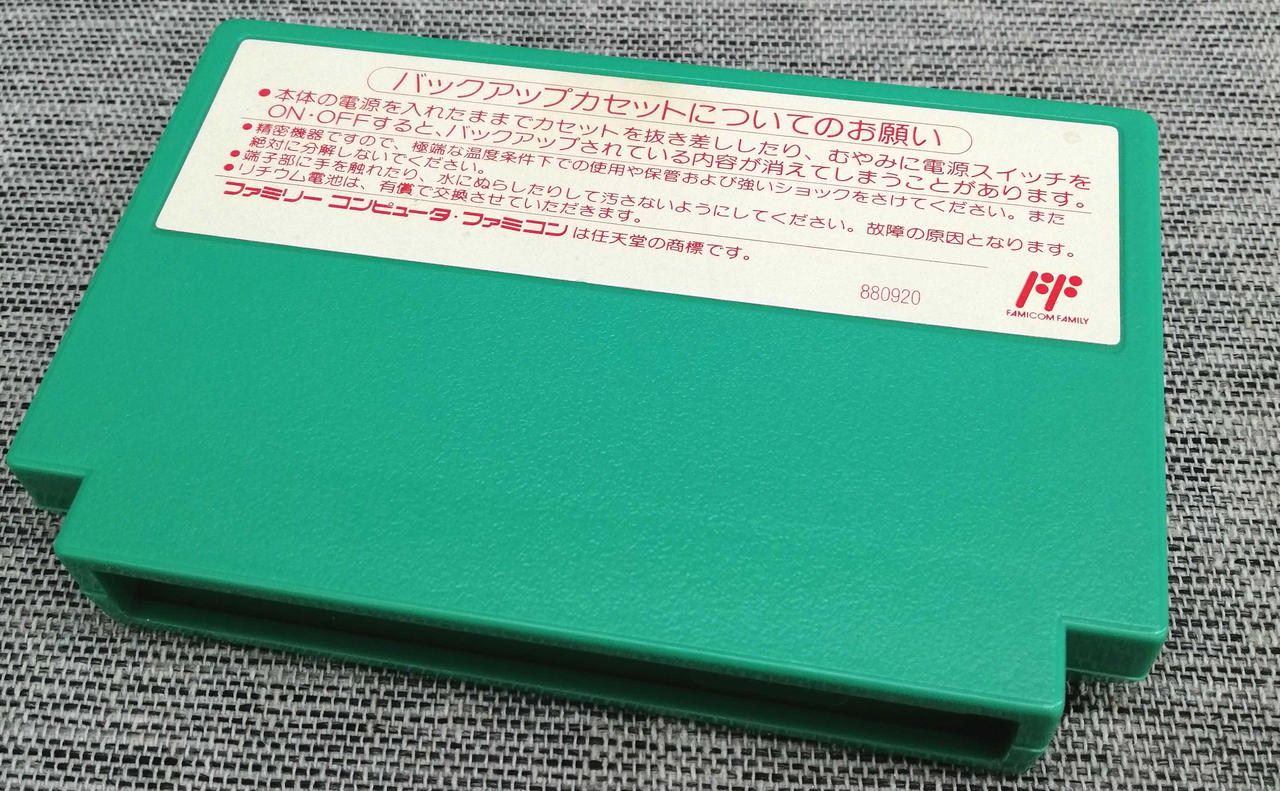 バックアップカセットについてのお願い
●本体の電源を入れたままでカセットを抜き差ししたり、むやみに電源スイッチを
ON・OFFすると、バックアップされている内容が消えてしまうことがあります。
●精密機器ですので、極端な温度条件下での使用や保管および強いショックをさけてください。また
絶対に分解しないでください。
●端子部に手を触れたり、水にぬらしたりして汚さないようにしてください。故障の原因となります。
●リチウム電池は、有償で交換させていただきます。
ファミリー コンピュータ・ファミコン は任天堂の商標です。
880920
FAMICOM FAMILY